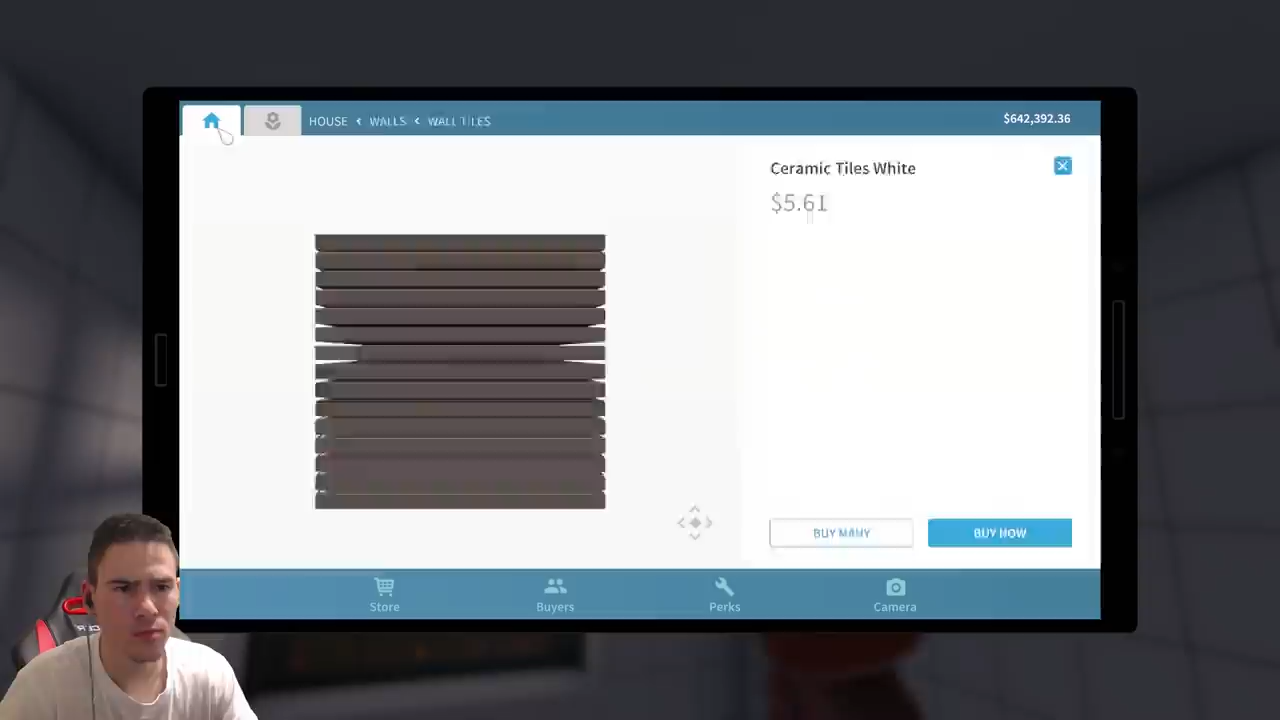 HOUSE < WALLS < WALL TILES
$642,392.36
Ceramic Tiles White
$5.61
BUY MANY
BUY NOW
Store
Buyers
Perks
Camera